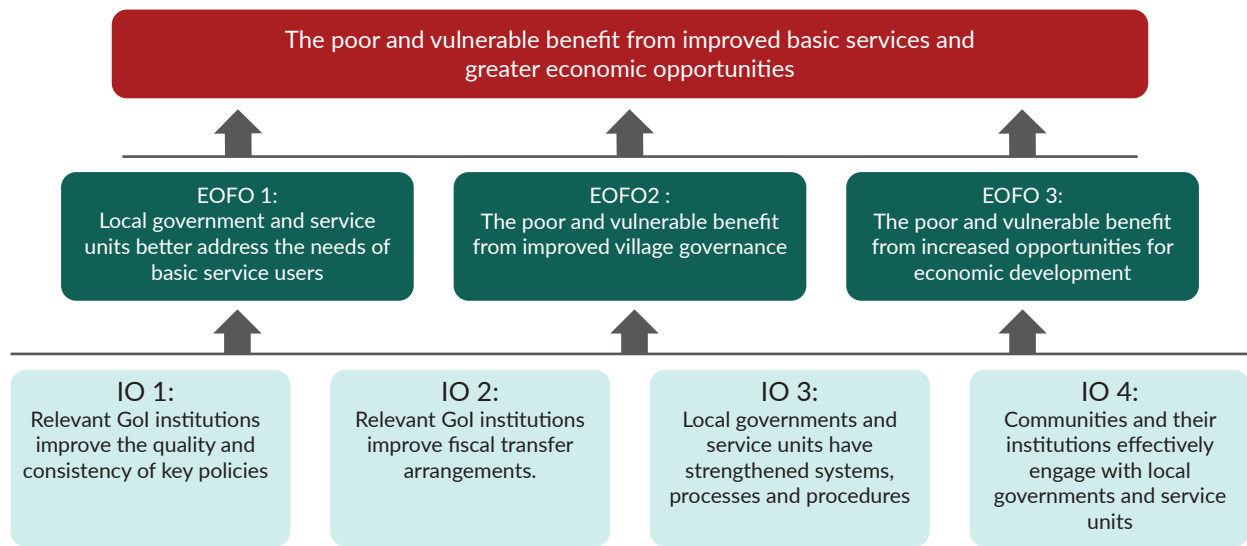 The poor and vulnerable benefit from improved basic services and
greater economic opportunities
EOFO 1:
Local government and service
units better address the needs of
basic service users
EOFO2 :
The poor and vulnerable benefit
from improved village governance
EOFO 3:
The poor and vulnerable benefit
from increased opportunities for
economic development
IO 1:
Relevant GoI institutions
improve the quality and
consistency of key policies
IO 2:
Relevant GoI institutions
improve fiscal transfer
arrangements.
IO 3:
Local governments and
service units have
strengthened systems,
processes and procedures
IO 4:
Communities and their
institutions effectively
engage with local
governments and service
units